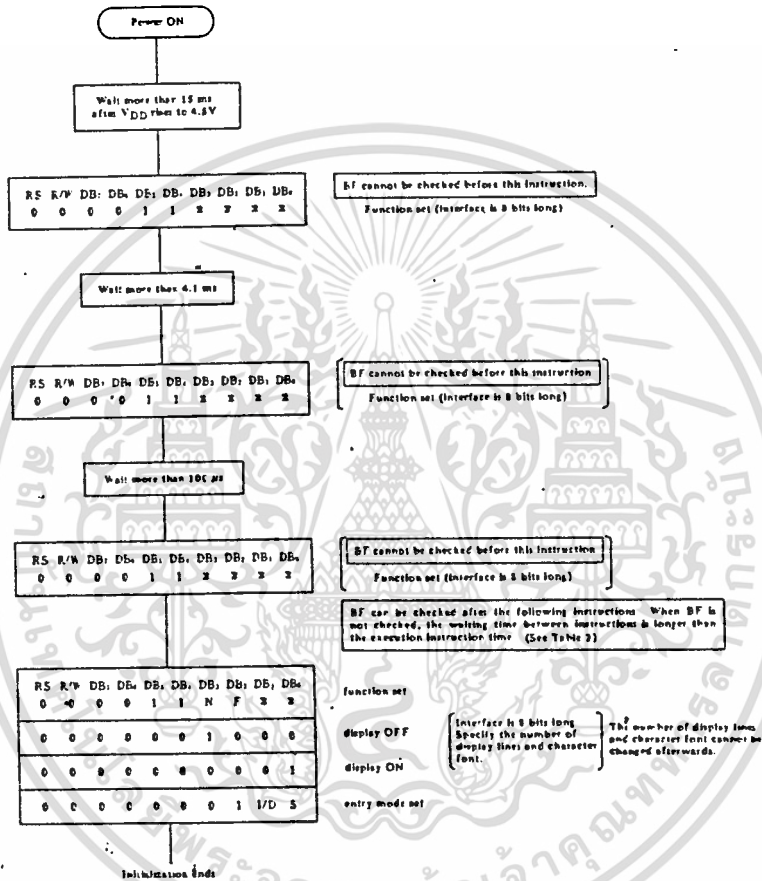 Power ON
Wait more than 15 ms
after VDD rises to 4.5V
RS R/W DB₇ DB₆ DB₅ DB₄ DB₃ DB₂ DB₁ DB₀
0 0 0 0 1 1 X X X X
BF cannot be checked before this instruction.
Function set (Interface is 8 bits long)
Wait more than 4.1 ms
RS R/W DB₇ DB₆ DB₅ DB₄ DB₃ DB₂ DB₁ DB₀
0 0 0 0 1 1 X X X X
BF cannot be checked before this instruction
Function set (Interface is 8 bits long)
Wait more than 100 μs
RS R/W DB₇ DB₆ DB₅ DB₄ DB₃ DB₂ DB₁ DB₀
0 0 0 0 1 1 X X X X
BF cannot be checked before this instruction
Function set (Interface is 8 bits long)
BF can be checked after the following instructions When BF is
not checked, the waiting time between instructions is longer than
the execution instruction time (See Table 2)
RS R/W DB₇ DB₆ DB₅ DB₄ DB₃ DB₂ DB₁ DB₀
0 0 0 0 1 1 N F X X
function set
0 0 0 0 0 0 1 0 0 0
display OFF
0 0 0 0 0 0 0 0 0 1
display ON
0 0 0 0 0 0 0 1 I/D S
entry mode set
Interface is 8 bits long
Specify the number of
display lines and character
font.
The number of display lines
and character font cannot be
changed afterwards.
Initialization Ends